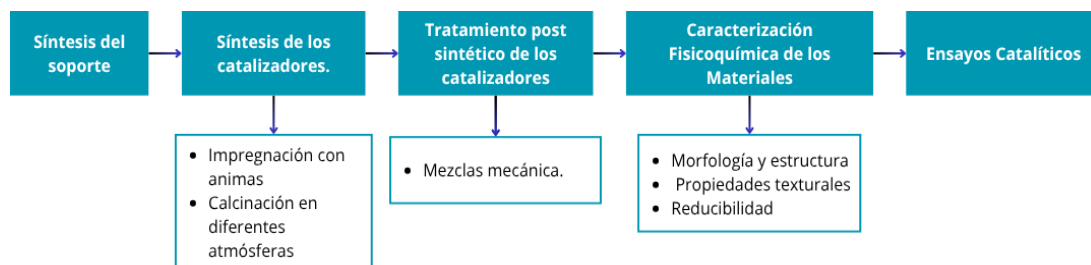 Síntesis del
soporte
Síntesis de los
catalizadores.
Tratamiento post
sintético de los
catalizadores
Caracterización
Fisicoquímica de los
Materiales
Ensayos Catalíticos
• Impregnación con
animas
• Calcinación en
diferentes
atmósferas
• Mezclas mecánica.
• Morfología y estructura
• Propiedades texturales
• Reducibilidad